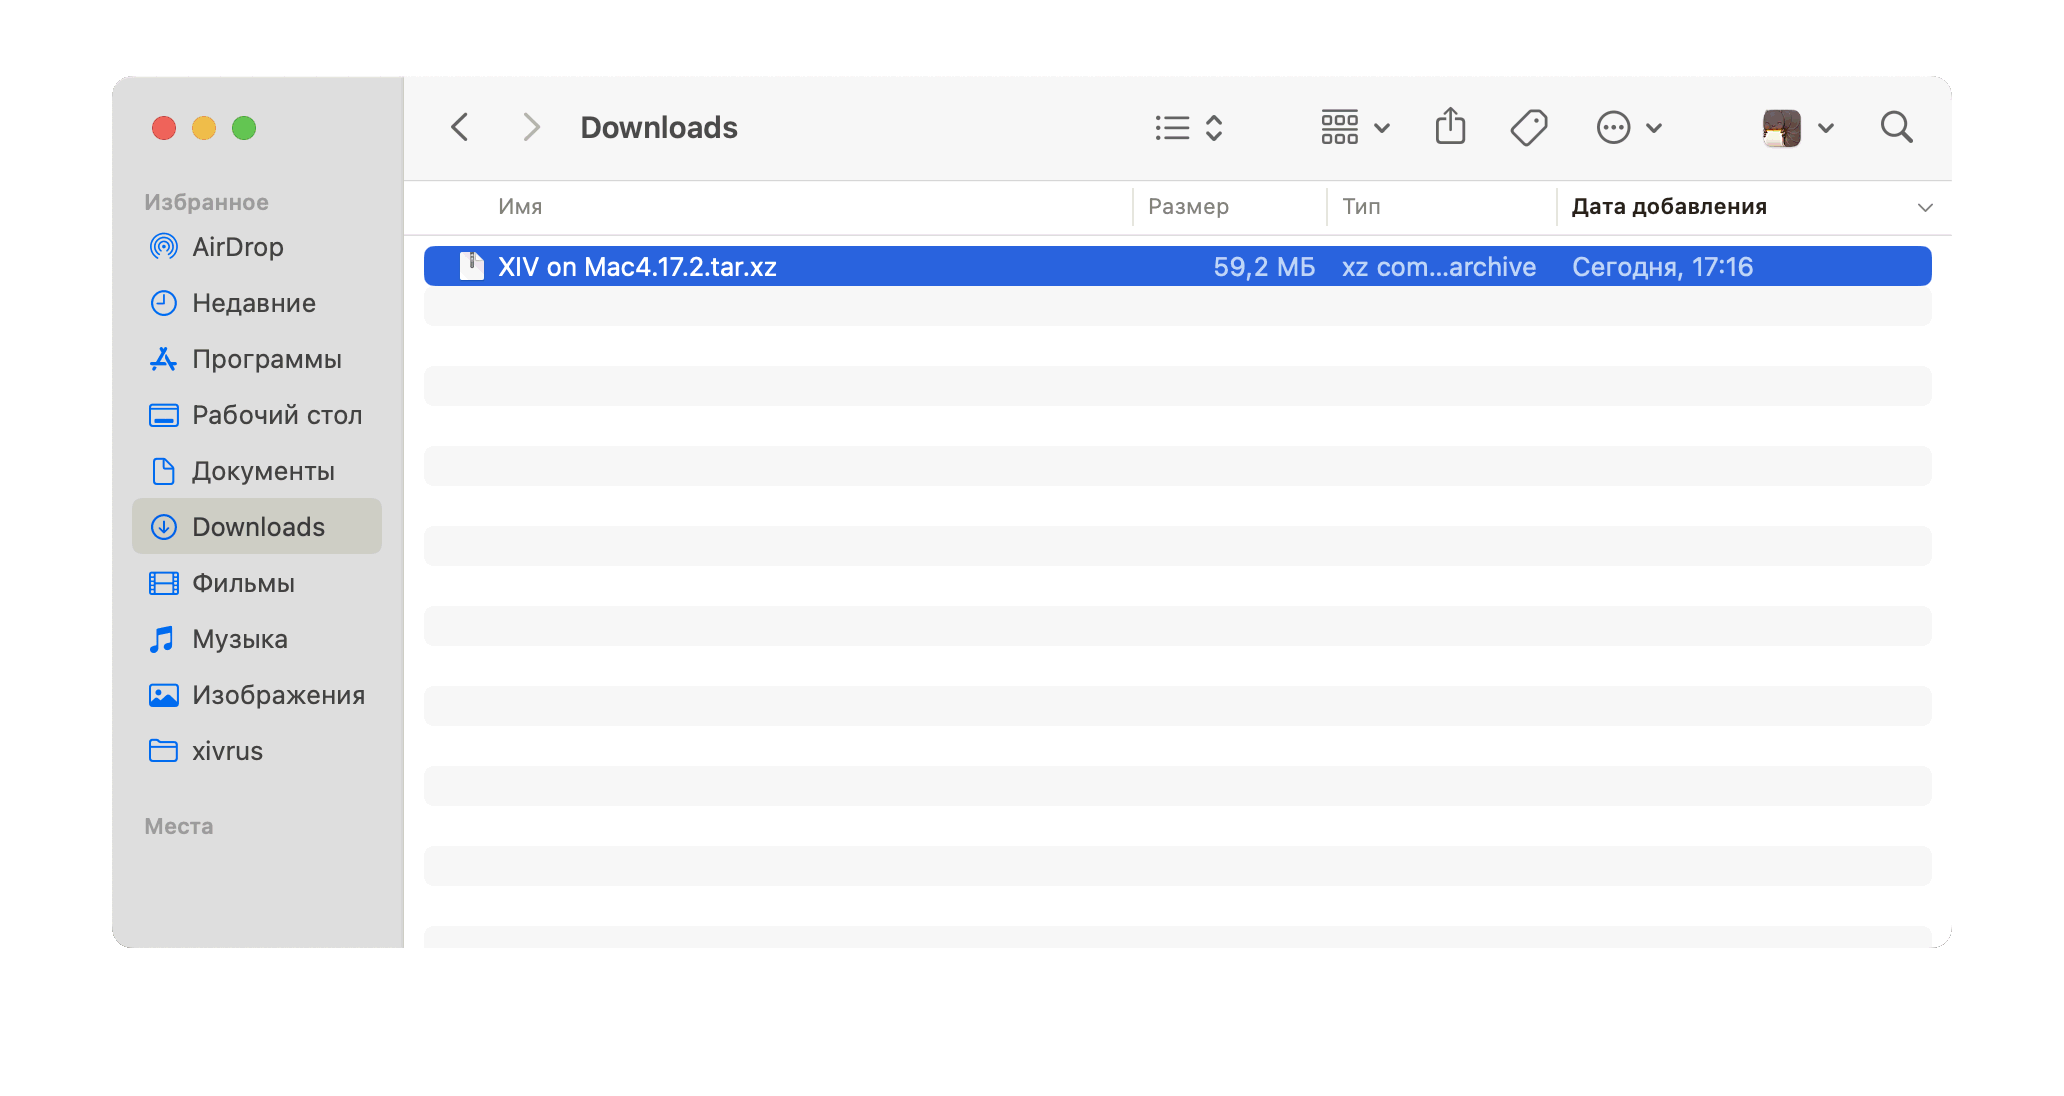 Downloads
Избранное
AirDrop
Недавние
Программы
Рабочий стол
Документы
Downloads
Фильмы
Музыка
Изображения
xivrus
Места
Имя Размер Тип Дата добавления
XIV on Mac4.17.2.tar.xz 59,2 МБ xz com...archive Сегодня, 17:16